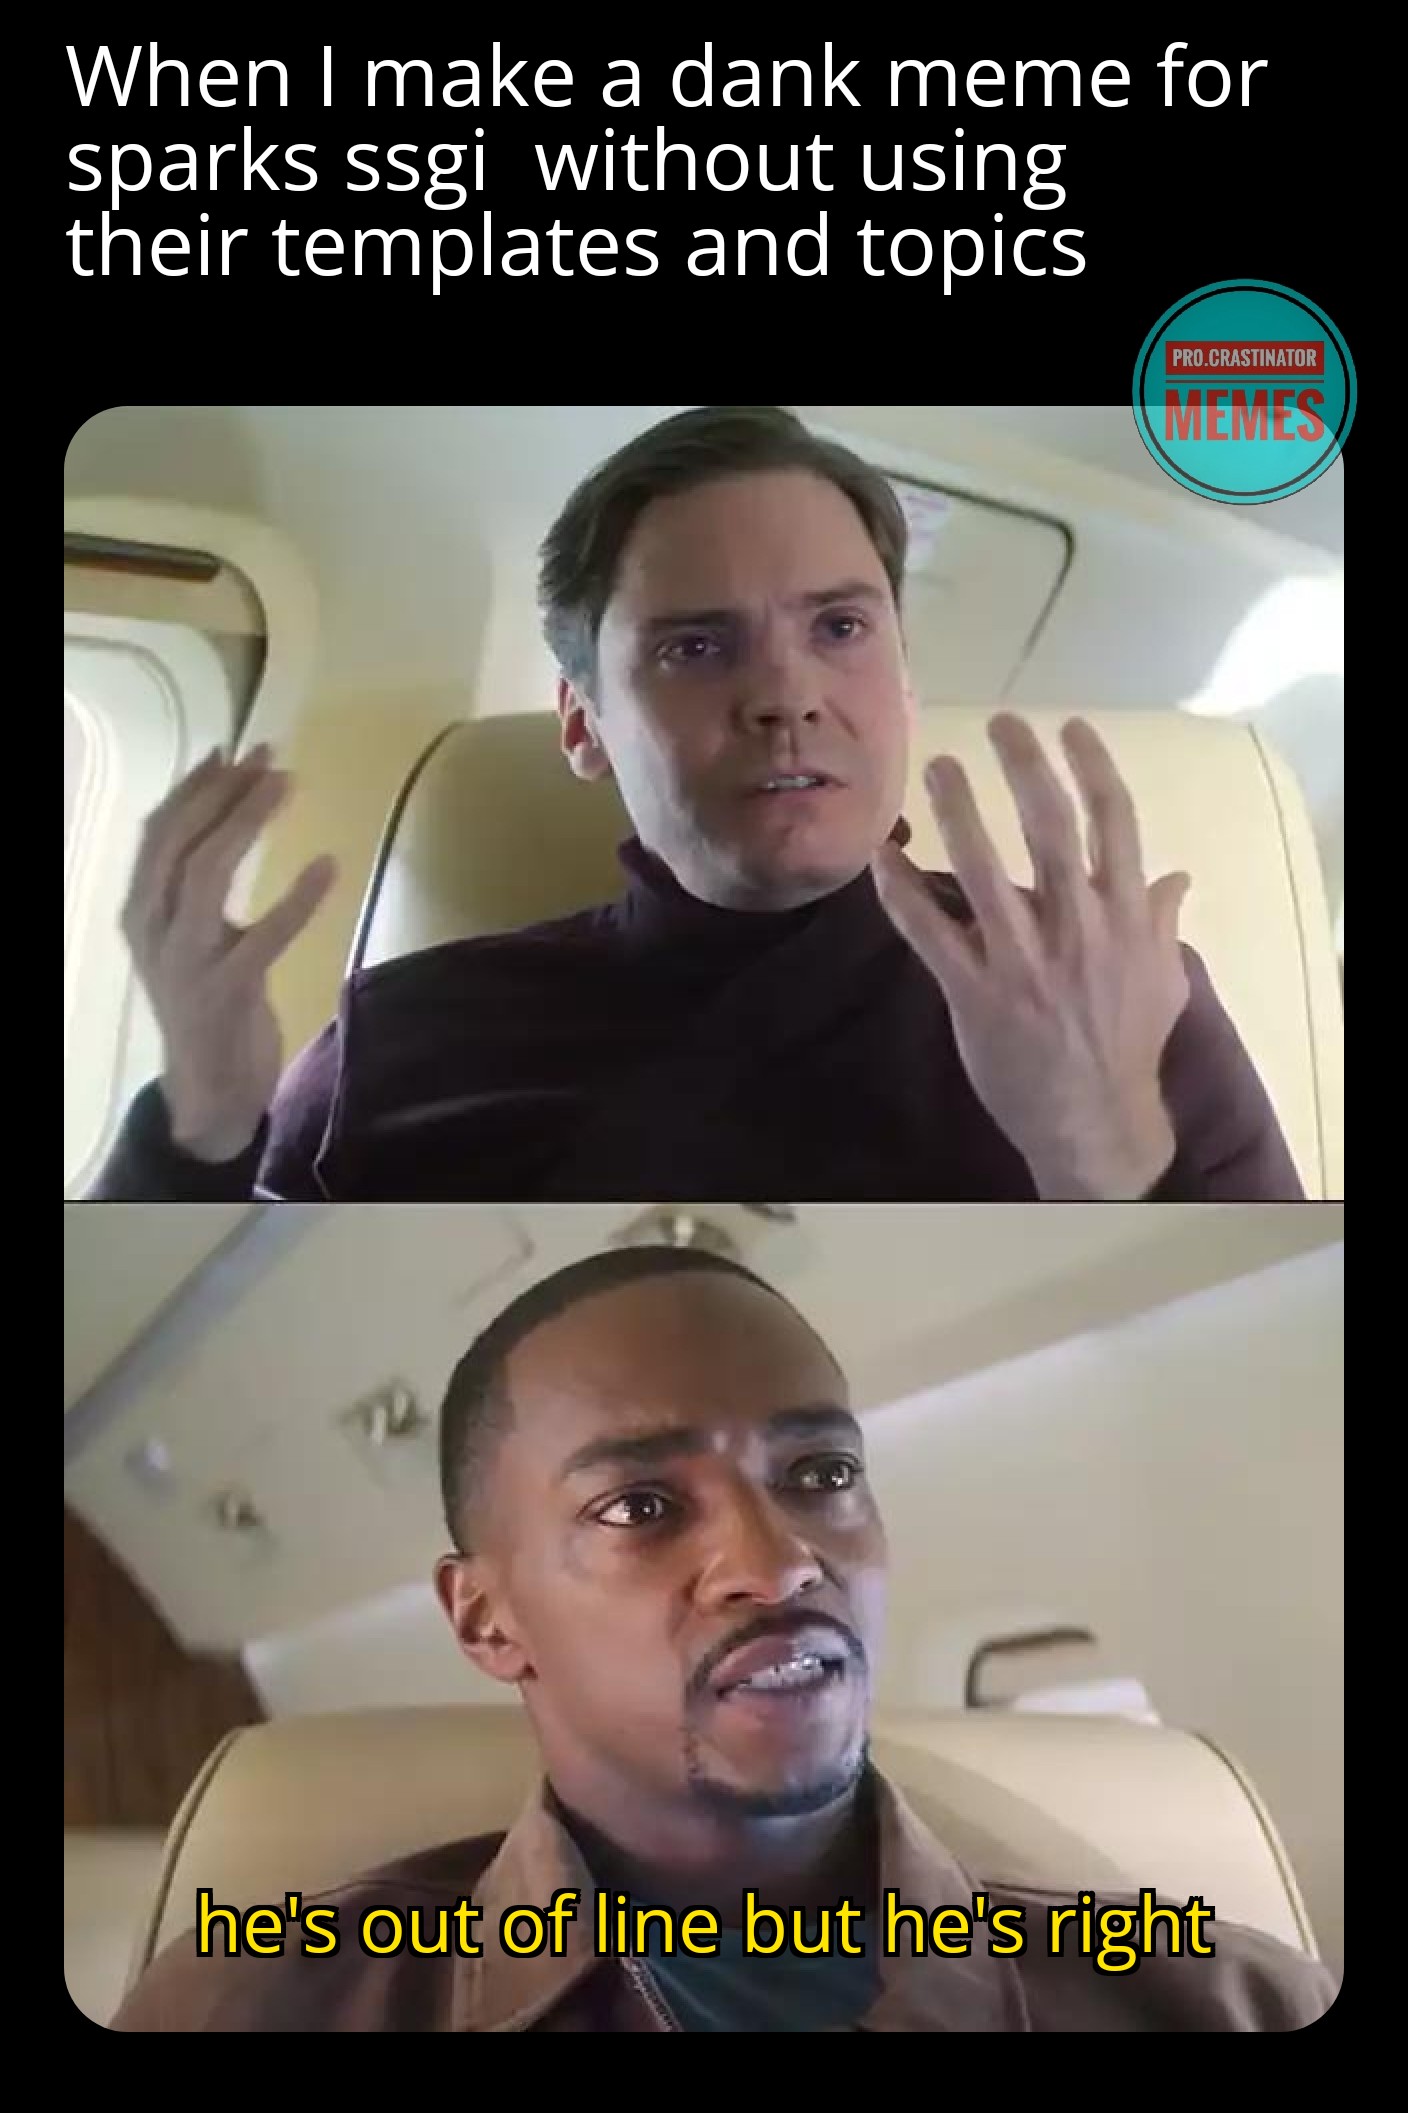 When I make a dank meme for
sparks ssgi  without using
their templates and topics
PRO.CRASTINATOR
MEMES
he's out of line but he's right